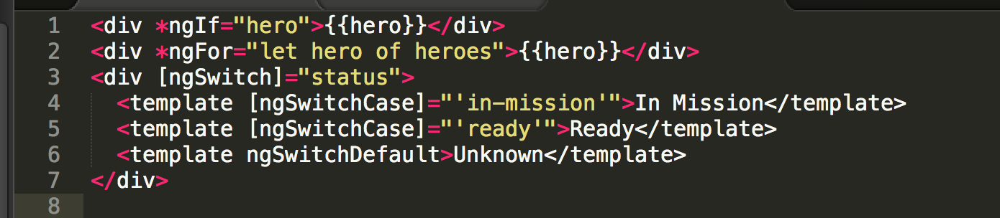 1 <div *ngIf="hero">{{hero}}</div>
2 <div *ngFor="let hero of heroes">{{hero}}</div>
3 <div [ngSwitch]="status">
4   <template [ngSwitchCase]="'in-mission'">In Mission</template>
5   <template [ngSwitchCase]="'ready'">Ready</template>
6   <template ngSwitchDefault>Unknown</template>
7 </div>
8